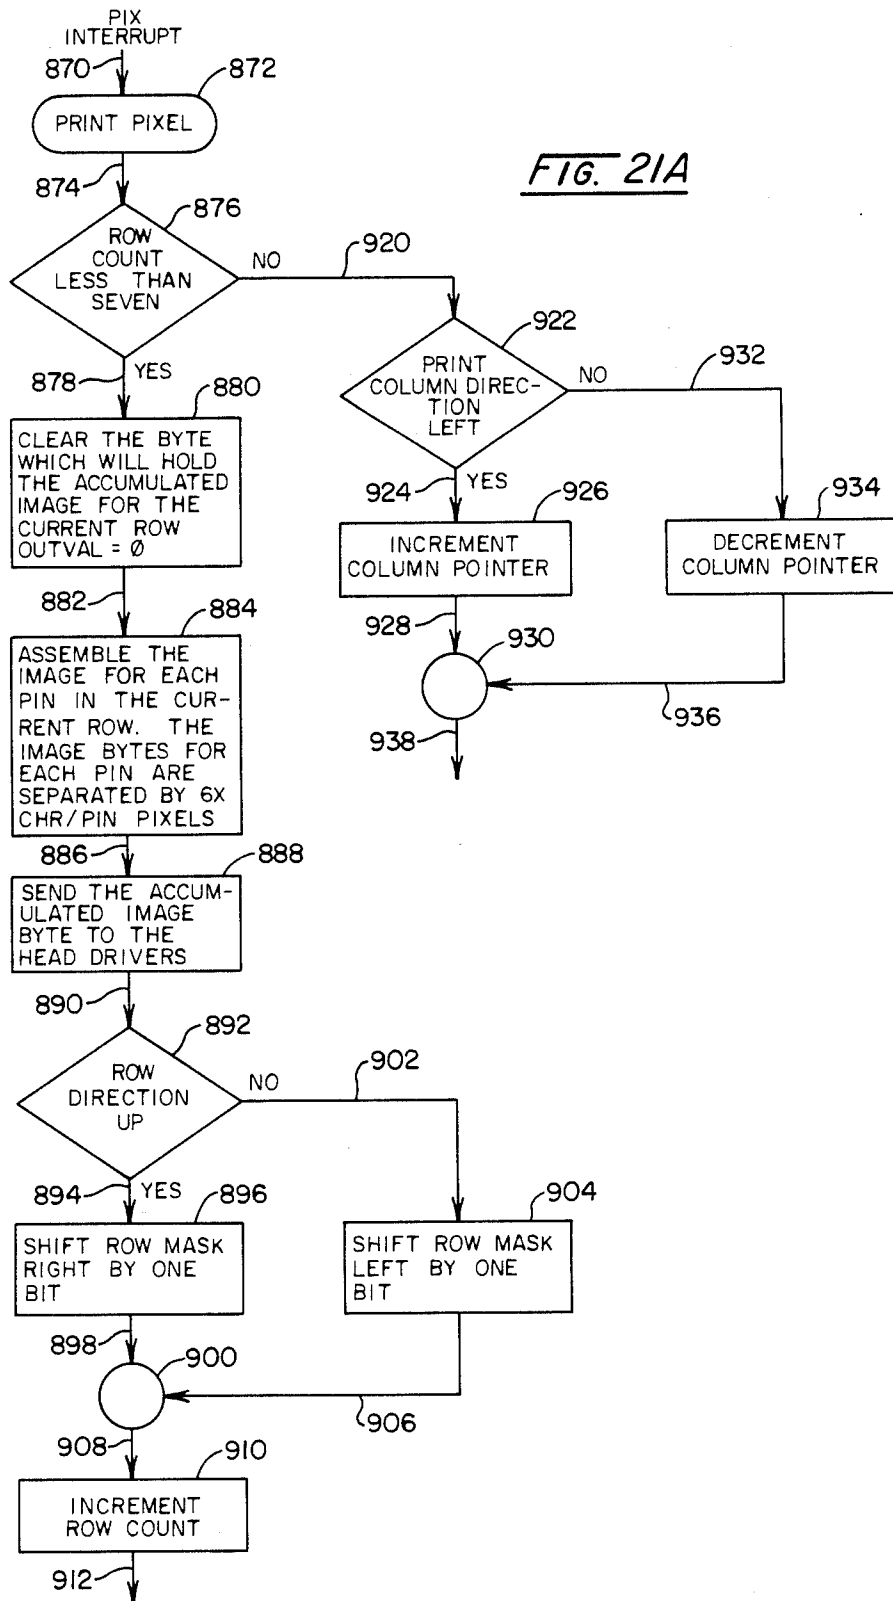 PIX
INTERRUPT
870
872
PRINT PIXEL
FIG. 21A
874
876
ROW
COUNT
LESS THAN
SEVEN
NO
920
922
PRINT
COLUMN DIREC-
TION
LEFT
NO
932
878
YES
880
CLEAR THE BYTE
WHICH WILL HOLD
THE ACCUMULATED
IMAGE FOR THE
CURRENT ROW
OUTVAL = Ø
924
YES
926
934
INCREMENT
COLUMN POINTER
DECREMENT
COLUMN POINTER
882
884
928
930
936
938
ASSEMBLE THE
IMAGE FOR EACH
PIN IN THE CUR-
RENT ROW. THE
IMAGE BYTES FOR
EACH PIN ARE
SEPARATED BY 6X
CHR/PIN PIXELS
886
888
SEND THE ACCUM-
ULATED IMAGE
BYTE TO THE
HEAD DRIVERS
890
892
ROW
DIRECTION
UP
NO
902
894
YES
896
904
SHIFT ROW MASK
RIGHT BY ONE
BIT
SHIFT ROW MASK
LEFT BY ONE
BIT
898
900
906
908
910
INCREMENT
ROW COUNT
912